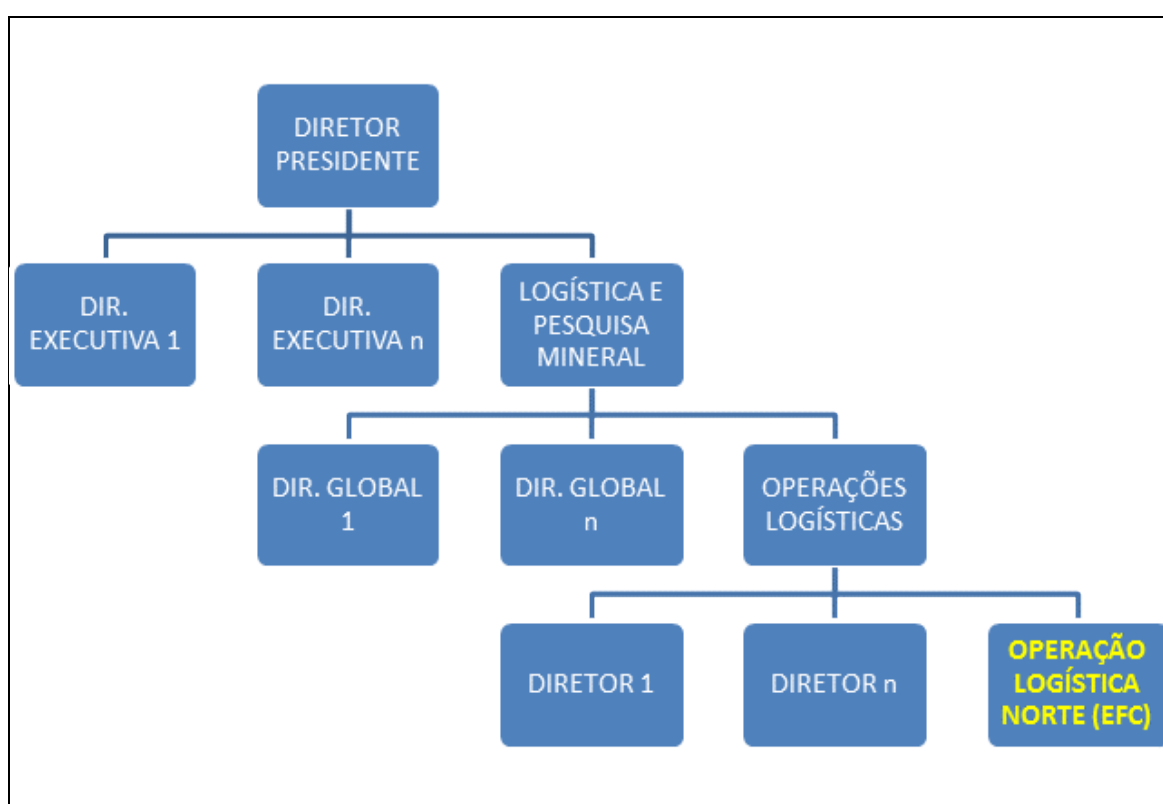 DIRETOR
PRESIDENTE
DIR.
EXECUTIVA 1
DIR.
EXECUTIVA n
LOGÍSTICA E
PESQUISA
MINERAL
DIR. GLOBAL
1
DIR. GLOBAL
n
OPERAÇÕES
LOGÍSTICAS
DIRETOR 1
DIRETOR n
OPERAÇÃO
LOGÍSTICA
NORTE (EFC)